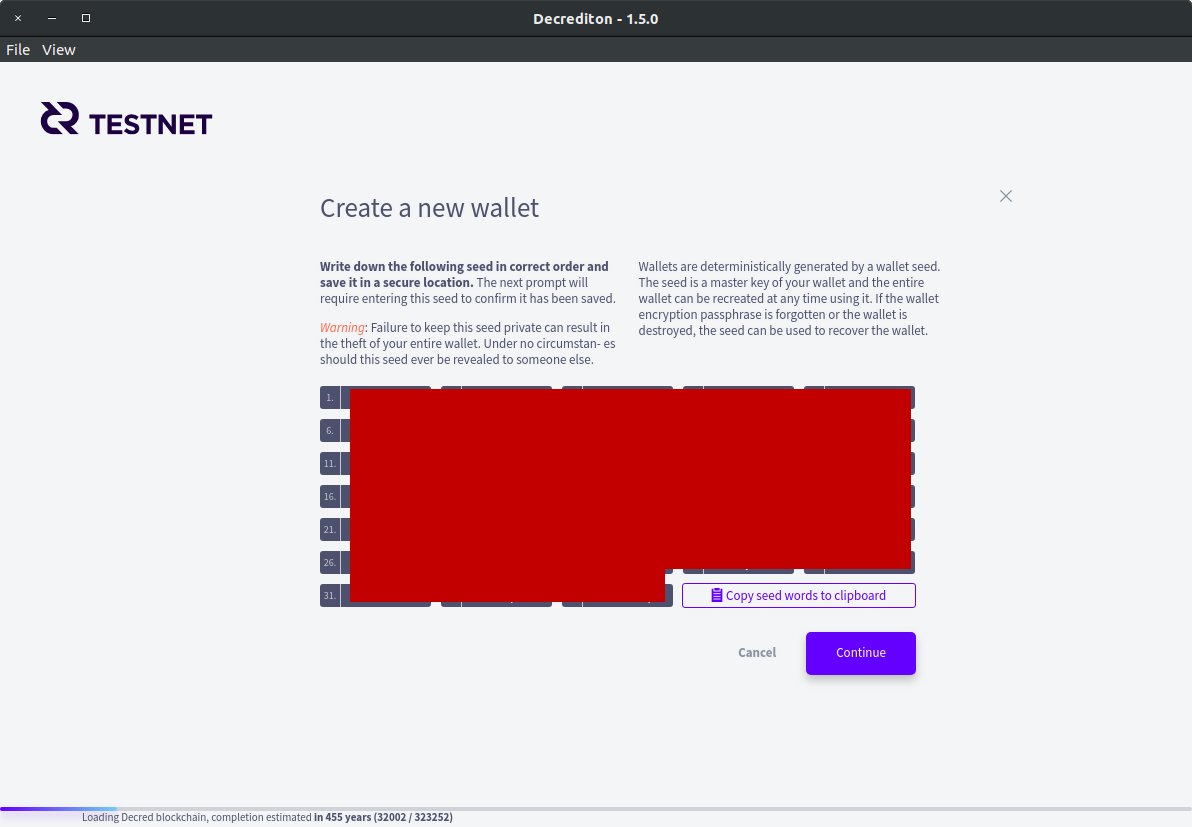 Decrediton - 1.5.0
File View
TESTNET
Create a new wallet
Write down the following seed in correct order and
save it in a secure location. The next prompt will
require entering this seed to confirm it has been saved.
Warning: Failure to keep this seed private can result in
the theft of your entire wallet. Under no circumstan- es
should this seed ever be revealed to someone else.
Wallets are deterministically generated by a wallet seed.
The seed is a master key of your wallet and the entire
wallet can be recreated at any time using it. If the wallet
encryption passphrase is forgotten or the wallet is
destroyed, the seed can be used to recover the wallet.
1.
6.
11.
16.
21.
26.
31.
Copy seed words to clipboard
Cancel
Continue
Loading Decred blockchain, completion estimated in 455 years (32002 / 323252)